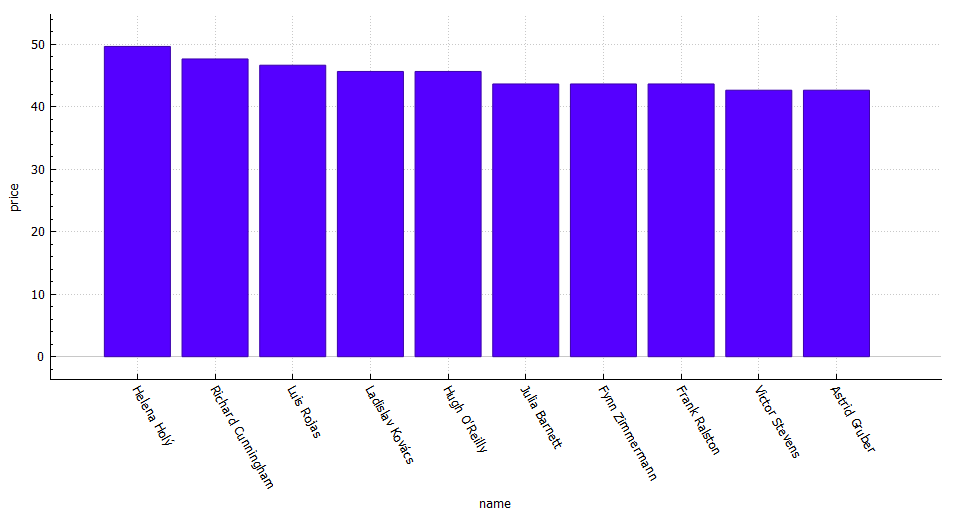 50
40
30
20
10
0
price
Helena Holý
Richard Cunningham
Luis Rojas
Ladislav Kovács
Hugh O'Reilly
Julia Barnett
Fynn Zimmermann
Frank Ralston
Victor Stevens
Astrid Gruber
name